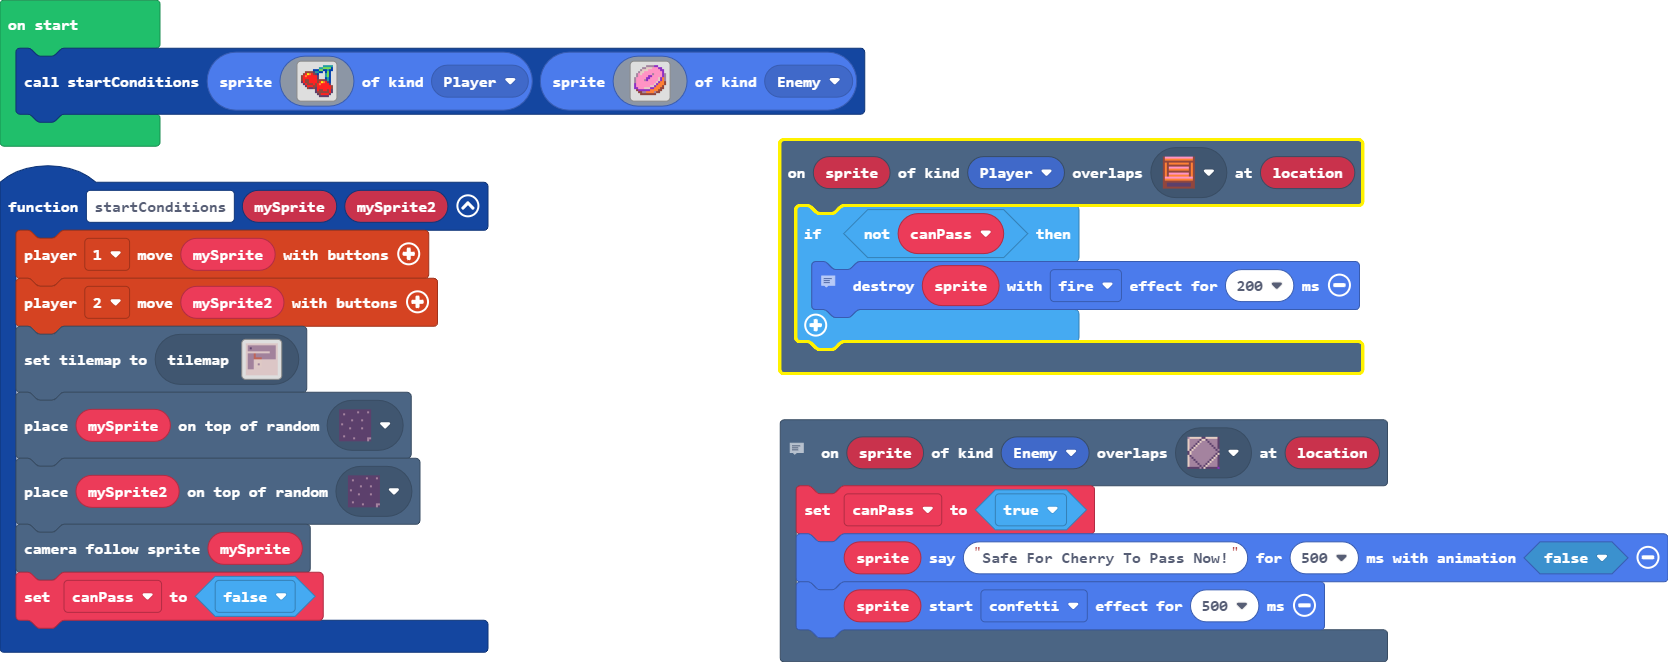 on start
call startConditions sprite of kind Player sprite of kind Enemy
function startConditions mySprite mySprite2
player 1 move mySprite with buttons
player 2 move mySprite2 with buttons
set tilemap to tilemap
place mySprite on top of random
place mySprite2 on top of random
camera follow sprite mySprite
set canPass to false
on sprite of kind Player overlaps at location
if not canPass then
destroy sprite with fire effect for 200 ms
on sprite of kind Enemy overlaps at location
set canPass to true
sprite say "Safe For Cherry To Pass Now!" for 500 ms with animation false
sprite start confetti effect for 500 ms